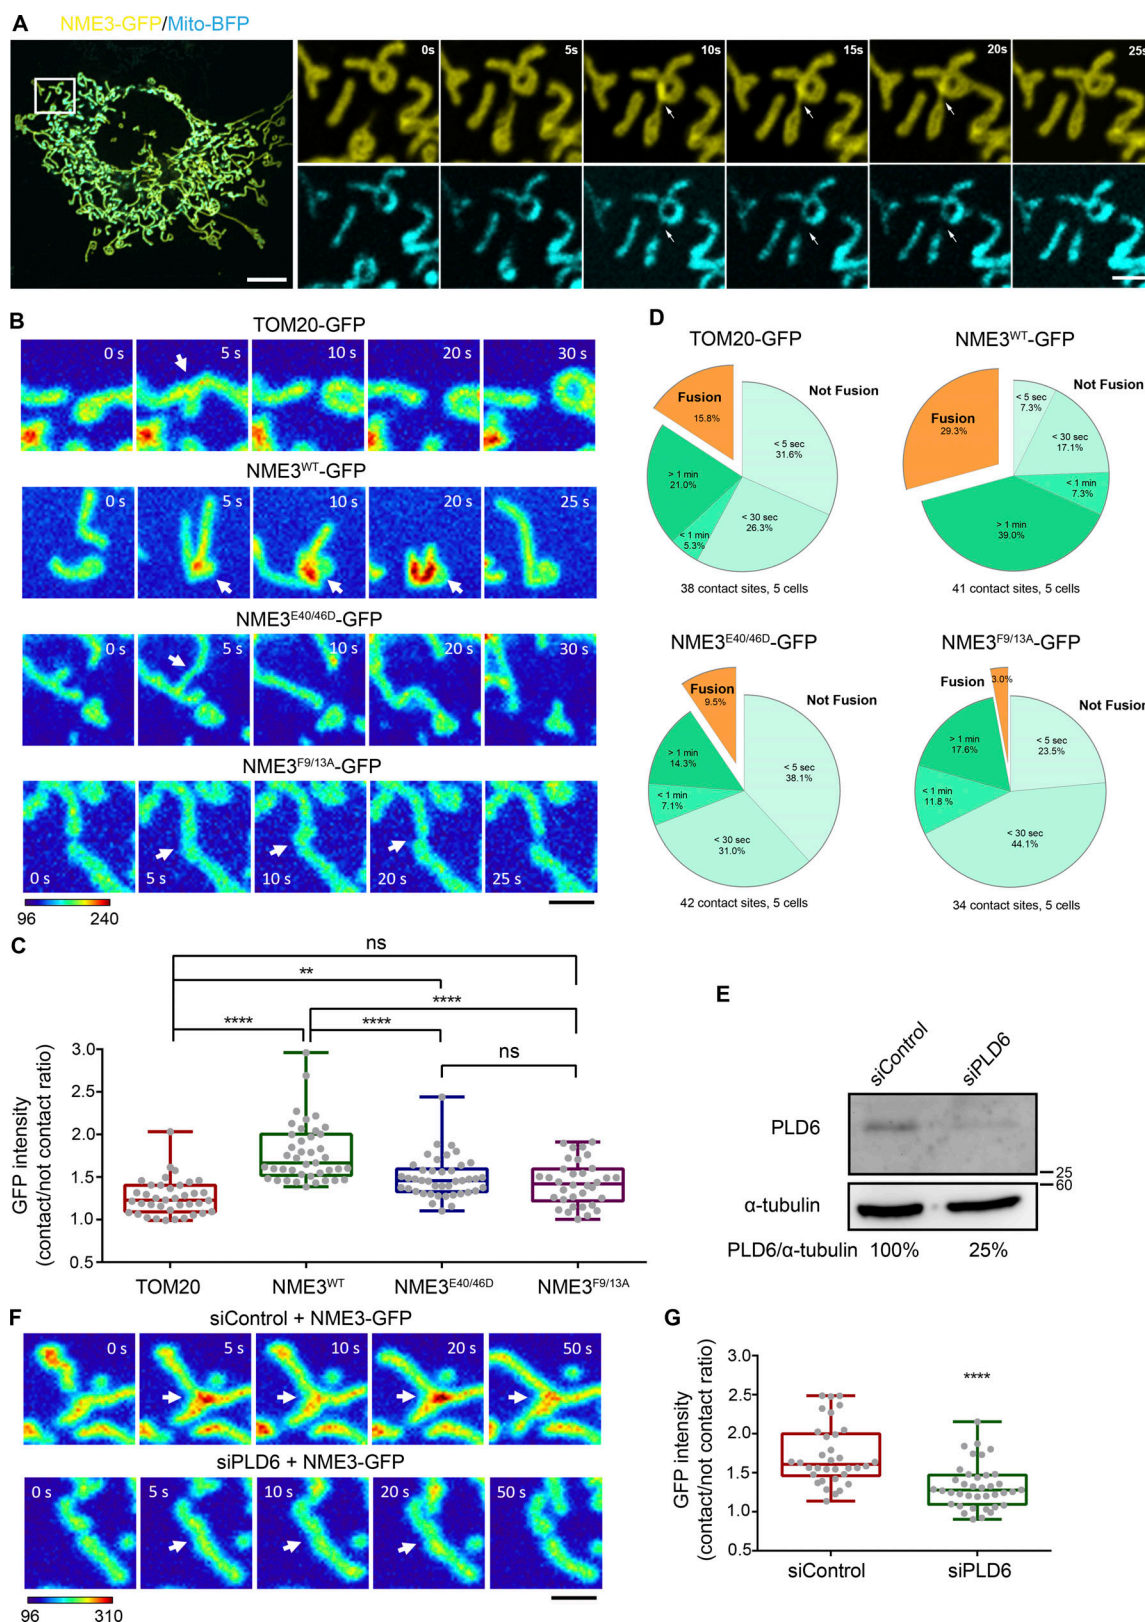 A
NME3-GFP/Mito-BFP
0s
5s
10s
15s
20s
25s
B
TOM20-GFP
0 s
5 s
10 s
20 s
30 s
NME3WT-GFP
0 s
5 s
10 s
20 s
25 s
NME3E40/46D-GFP
0 s
5 s
10 s
20 s
30 s
NME3F9/13A-GFP
0 s
5 s
10 s
20 s
25 s
96
240
C
ns
**
****
****
****
ns
GFP intensity
(contact/not contact ratio)
3.0
2.5
2.0
1.5
1.0
0.5
TOM20
NME3WT
NME3E40/46D
NME3F9/13A
D
TOM20-GFP
Fusion
15.8%
Not Fusion
< 5 sec
31.6%
< 30 sec
26.3%
< 1 min
5.3%
> 1 min
21.0%
38 contact sites, 5 cells
NME3WT-GFP
Fusion
29.3%
Not Fusion
< 5 sec
7.3%
< 30 sec
17.1%
< 1 min
7.3%
> 1 min
39.0%
41 contact sites, 5 cells
NME3E40/46D-GFP
Fusion
9.5%
Not Fusion
< 5 sec
38.1%
< 30 sec
31.0%
< 1 min
7.1%
> 1 min
14.3%
42 contact sites, 5 cells
NME3F9/13A-GFP
Fusion
3.0%
Not Fusion
< 5 sec
23.5%
< 30 sec
44.1%
< 1 min
11.8 %
> 1 min
17.6%
34 contact sites, 5 cells
E
siControl
siPLD6
PLD6
25
60
α-tubulin
PLD6/α-tubulin 100% 25%
F
siControl + NME3-GFP
0 s
5 s
10 s
20 s
50 s
siPLD6 + NME3-GFP
0 s
5 s
10 s
20 s
50 s
96
310
G
GFP intensity
(contact/not contact ratio)
3.0
2.5
2.0
1.5
1.0
0.5
****
siControl
siPLD6